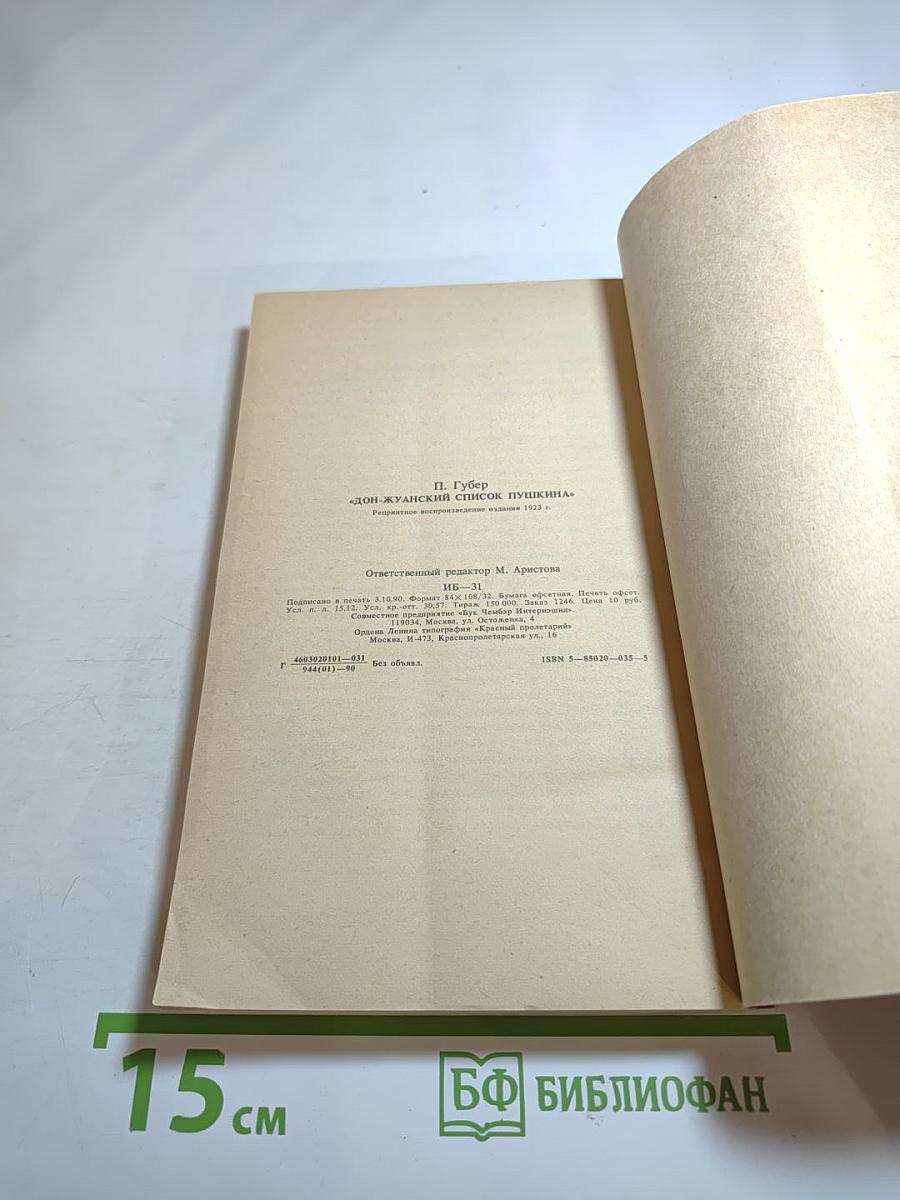 П. Губер
«ДОН-ЖУАНСКИЙ СПИСОК ПУШКИНА»
Репринтное воспроизведение издания 1923 г.
Ответственный редактор М. Аристова
ИБ—31
Подписано в печать 3.10.90. Формат 84×108/32. Бумага офсетная. Печать офсет.
Усл. п. л. 15,12. Усл. кр.-отт. 30,57. Тираж 150 000. Заказ 1246. Цена 10 руб.
Совместное предприятие «Бук Чембэр Интернэшнл».
119034, Москва, ул. Остоженка, 4
Ордена Ленина типография «Красный пролетарий»
Москва, И-473, Краснопролетарская ул., 16
Г 4603020101—031
944(01)—90 Без объявл.
ISBN 5—85020—035—5
15 см
БФ БИБЛИОФАН